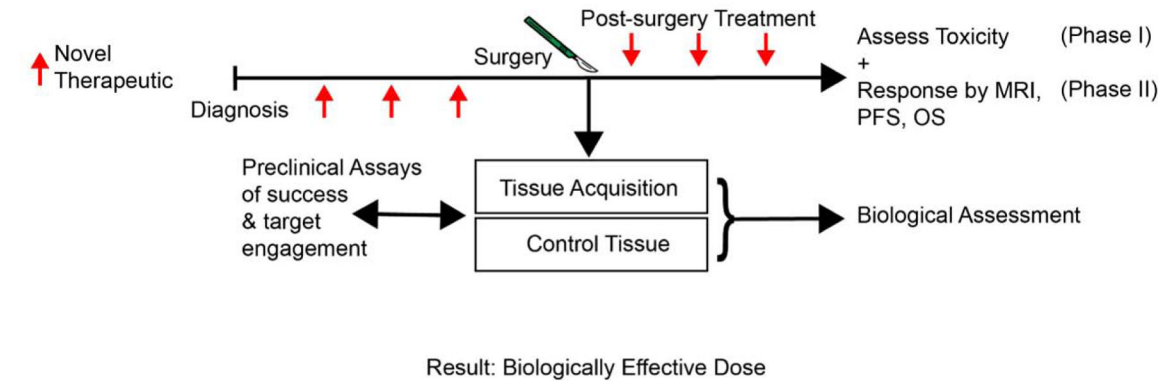 Novel
Therapeutic
Diagnosis
Surgery
Post-surgery Treatment
Assess Toxicity (Phase I)
+
Response by MRI, (Phase II)
PFS, OS
Preclinical Assays
of success
& target
engagement
Tissue Acquisition
Control Tissue
Biological Assessment
Result: Biologically Effective Dose